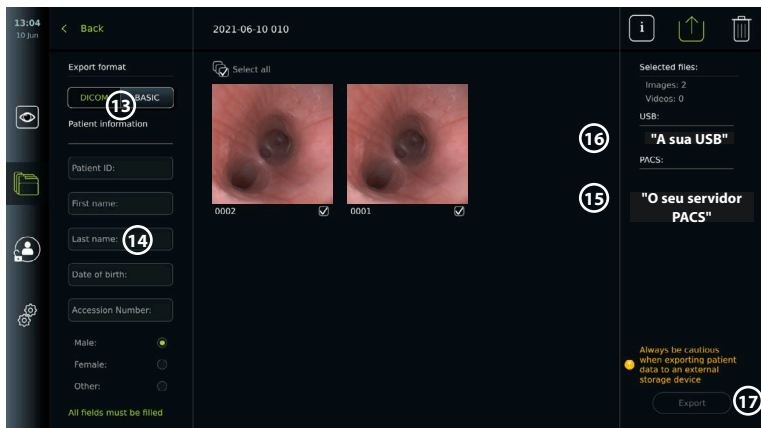 13:04
10 Jun
Back
2021-06-10 010
i
Export format
DICOM
13
BASIC
Patient information
Patient ID:
First name:
Last name:
14
Date of birth:
Accession Number:
Male:
Female:
Other:
All fields must be filled
Select all
0002
0001
Selected files:
Images: 2
Videos: 0
USB:
16
"A sua USB"
PACS:
15
"O seu servidor
PACS"
Always be cautious
when exporting patient
data to an external
storage device
Export
17